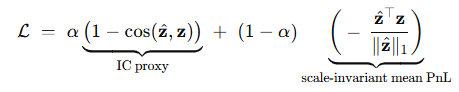 ℒ = α (1 − cos(ẑ, z)) + (1 − α) ( − ẑ⊤z / ‖ẑ‖₁ )
IC proxy
scale-invariant mean PnL